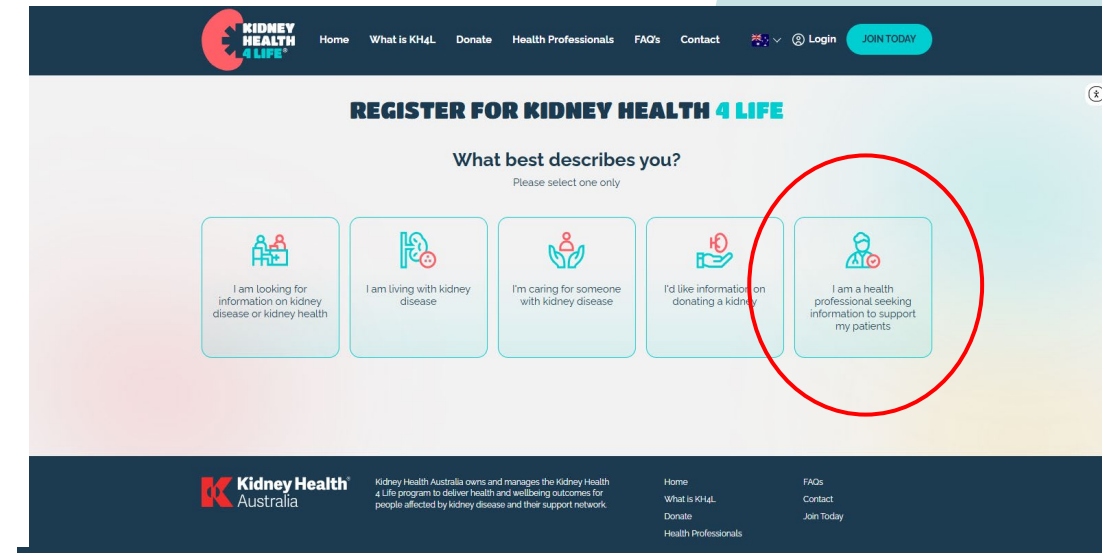 KIDNEY
HEALTH
4 LIFE®
Home What is KH4L Donate Health Professionals FAQ's Contact Login JOIN TODAY
REGISTER FOR KIDNEY HEALTH 4 LIFE
What best describes you?
Please select one only
I am looking for
information on kidney
disease or kidney health
I am living with kidney
disease
I'm caring for someone
with kidney disease
I'd like information on
donating a kidney
I am a health
professional seeking
information to support
my patients
Kidney Health®
Australia
Kidney Health Australia owns and manages the Kidney Health
4 Life program to deliver health and wellbeing outcomes for
people affected by kidney disease and their support network.
Home
What is KH4L
Donate
Health Professionals
FAQs
Contact
Join Today